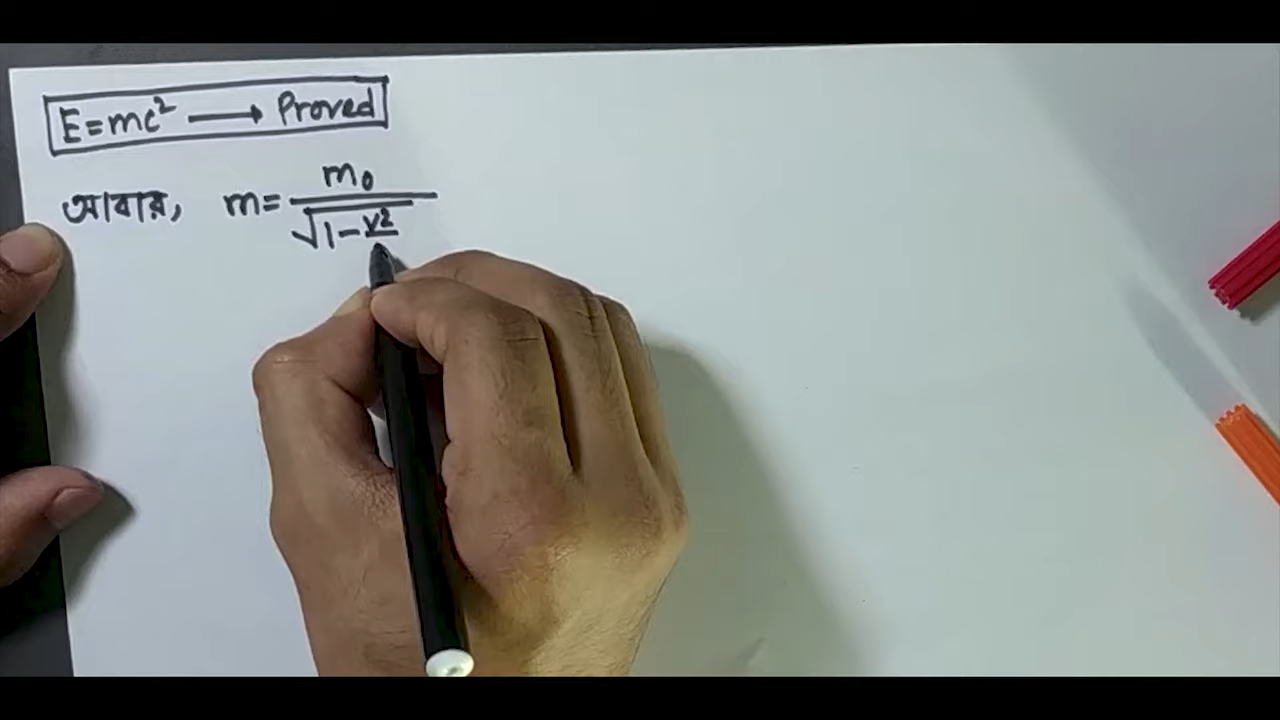 E=mc² ⟶ Proved
আবার, m= m₀ / √1-v²